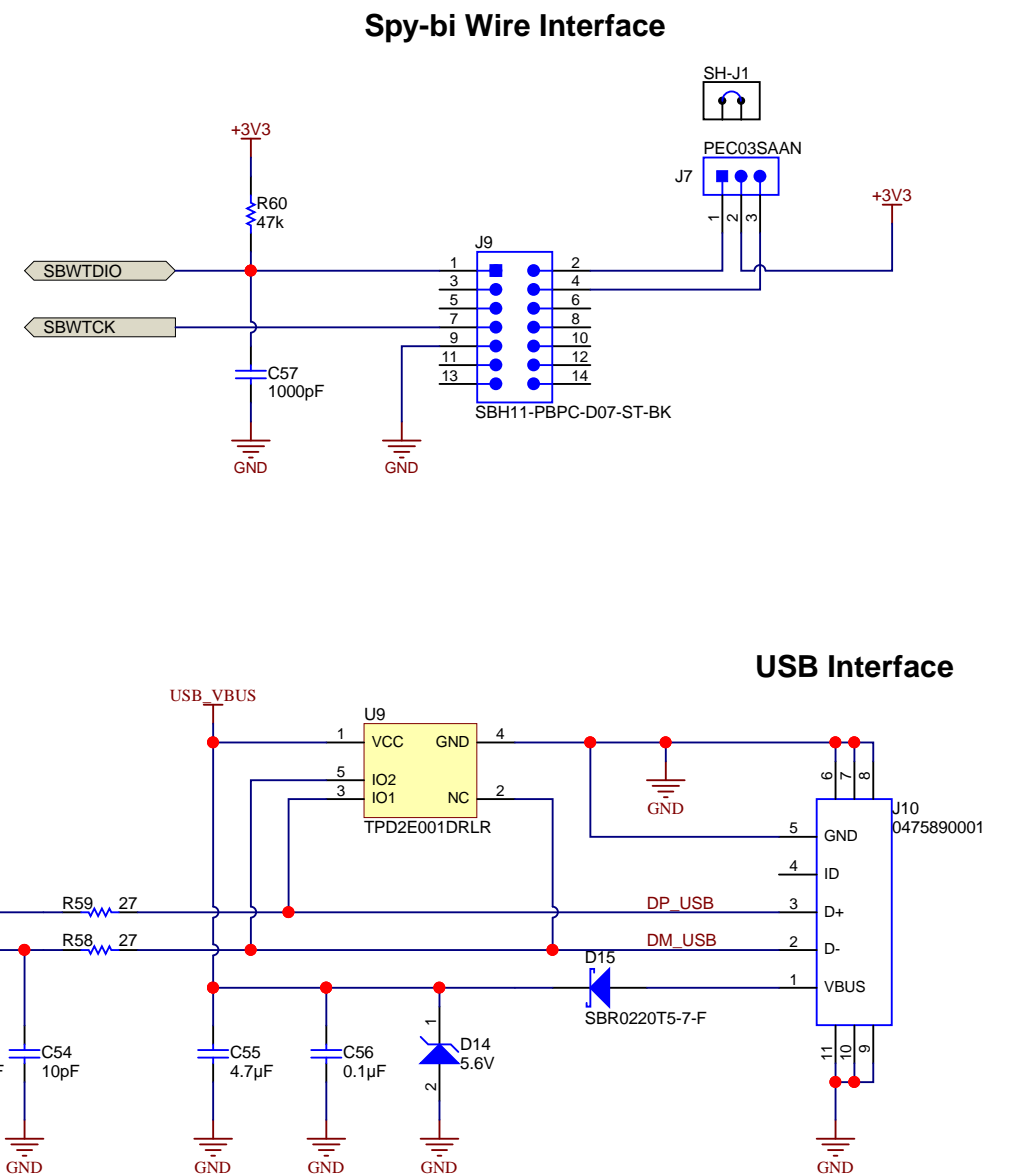 Spy-bi Wire Interface
SH-J1
+3V3
PEC03SAAN
J7
1 2 3
+3V3
R60
47k
J9
SBWTDIO
1 2
3 4
5 6
SBWTCK
7 8
9 10
11 12
13 14
C57
1000pF
SBH11-PBPC-D07-ST-BK
GND
GND
USB Interface
USB_VBUS
U9
1 VCC GND 4
5 IO2
3 IO1 NC 2
TPD2E001DRLR
GND
6 7 8
J10
0475890001
5 GND
4 ID
R59 27 DP_USB 3 D+
R58 27 DM_USB 2 D-
D15
1 VBUS
SBR0220T5-7-F
C54
10pF
C55
4.7µF
C56
0.1µF
1
D14
5.6V
2
11 10 9
F
GND
GND
GND
GND
GND